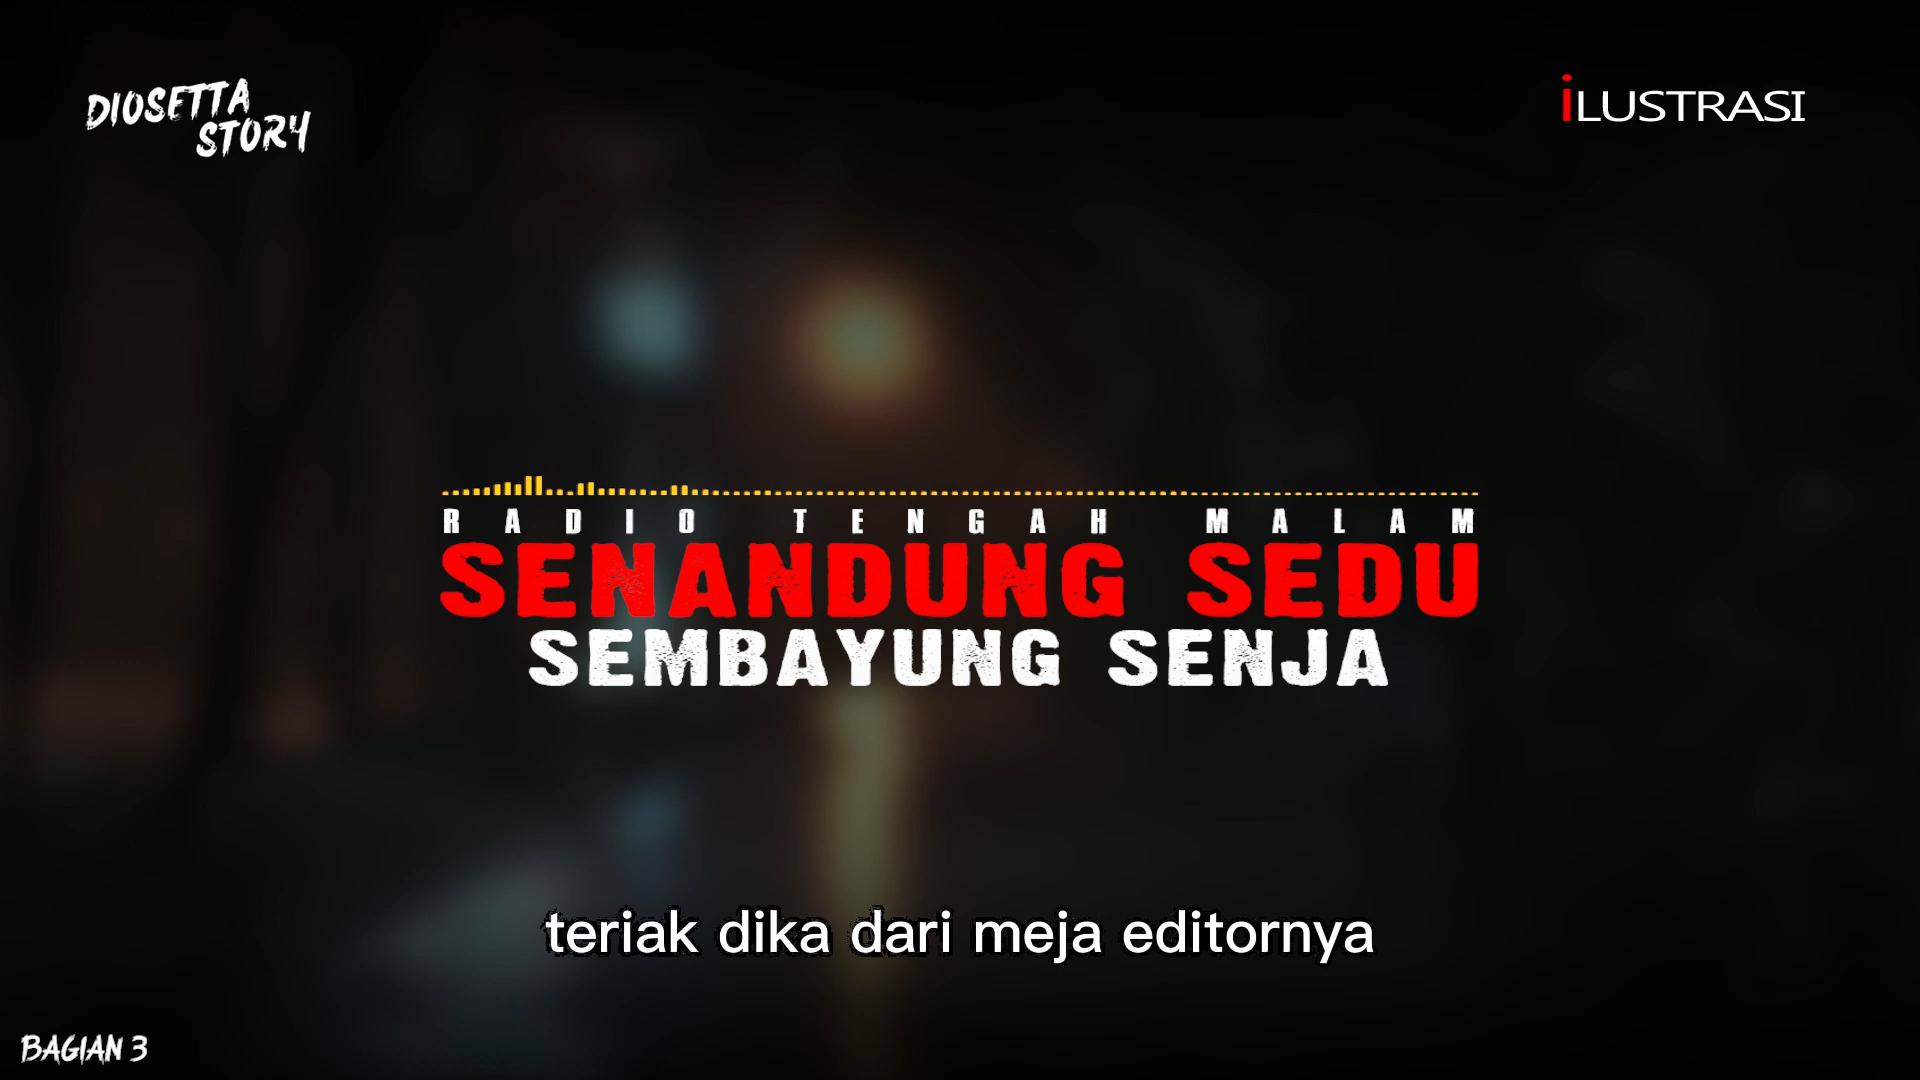 DIOSETTA
STORY
iLUSTRASI
RADIO TENGAH MALAM
SENANDUNG SEDU
SEMBAYUNG SENJA
teriak dika dari meja editornya
BAGIAN 3